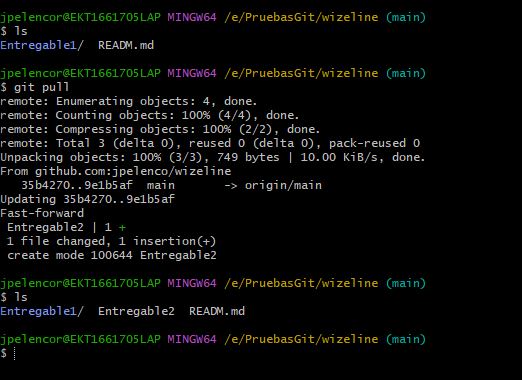 jpelencor@EKT1661705LAP MINGW64 /e/PruebasGit/wizeline (main)
$ ls
Entregable1/  READM.md

jpelencor@EKT1661705LAP MINGW64 /e/PruebasGit/wizeline (main)
$ git pull
remote: Enumerating objects: 4, done.
remote: Counting objects: 100% (4/4), done.
remote: Compressing objects: 100% (2/2), done.
remote: Total 3 (delta 0), reused 0 (delta 0), pack-reused 0
Unpacking objects: 100% (3/3), 749 bytes | 10.00 KiB/s, done.
From github.com:jpelenco/wizeline
   35b4270..9e1b5af  main       -> origin/main
Updating 35b4270..9e1b5af
Fast-forward
 Entregable2 | 1 +
 1 file changed, 1 insertion(+)
 create mode 100644 Entregable2

jpelencor@EKT1661705LAP MINGW64 /e/PruebasGit/wizeline (main)
$ ls
Entregable1/  Entregable2  READM.md

jpelencor@EKT1661705LAP MINGW64 /e/PruebasGit/wizeline (main)
$